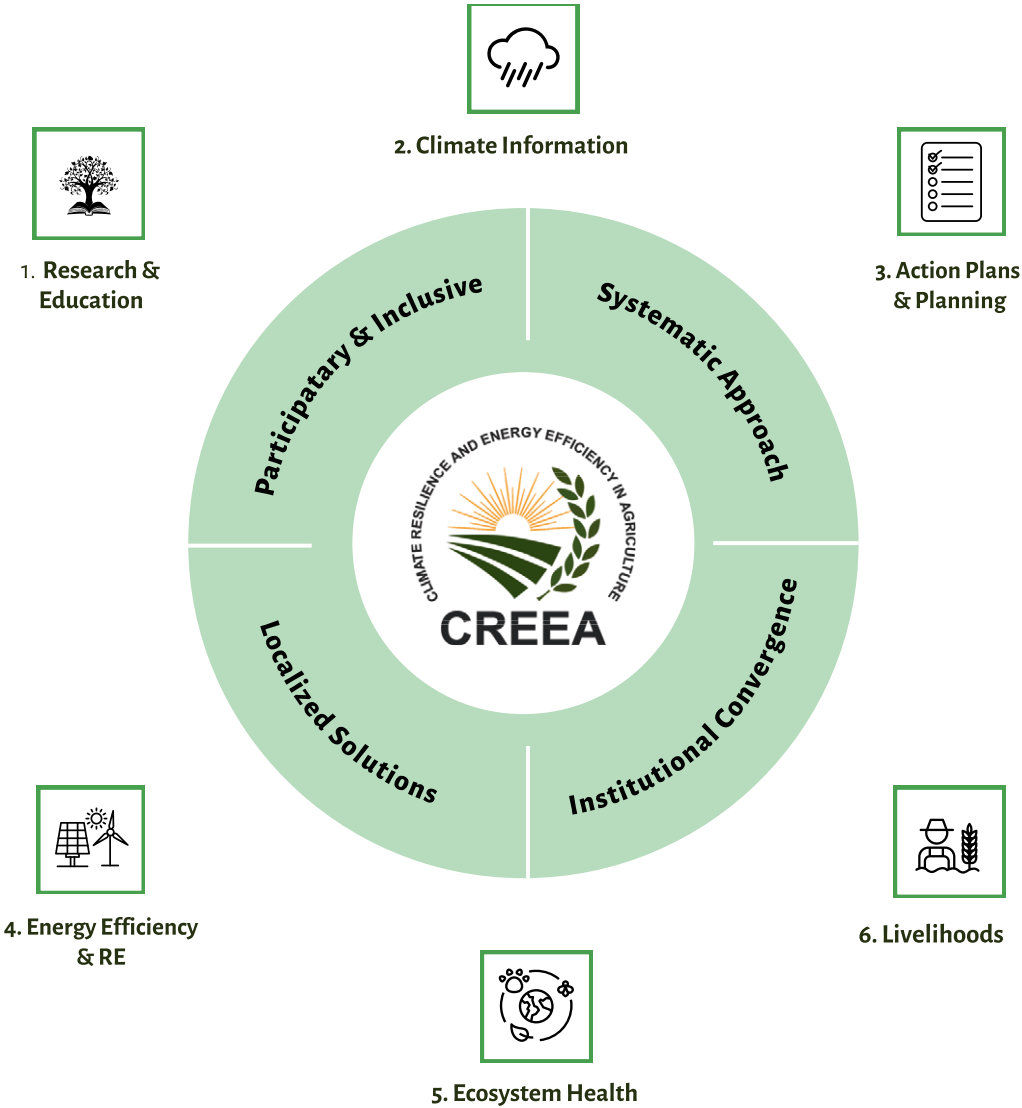 2. Climate Information
1. Research &
Education
3. Action Plans
& Planning
Participatary & Inclusive
Systematic Approach
CLIMATE RESILIENCE AND ENERGY EFFICIENCY IN AGRICULTURE
CREEA
Localized Solutions
Institutional Convergence
4. Energy Efficiency
& RE
6. Livelihoods
5. Ecosystem Health